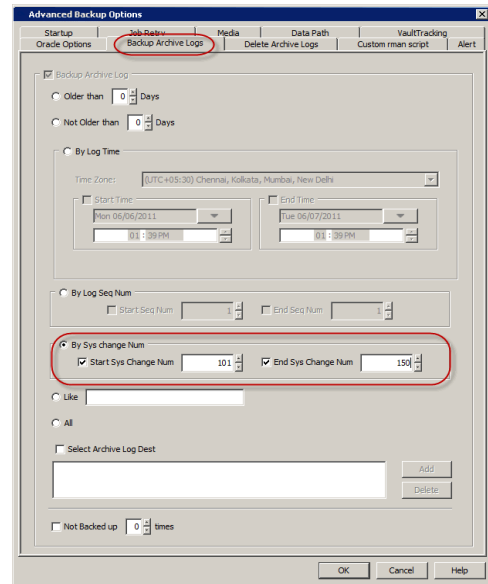 Advanced Backup Options
Startup Job Retry Media Data Path VaultTracking
Oracle Options Backup Archive Logs Delete Archive Logs Custom rman script Alert
Backup Archive Log
Older than 0 Days
Not Older than 0 Days
By Log Time
Time Zone: (UTC+05:30) Chennai, Kolkata, Mumbai, New Delhi
Start Time End Time
Mon 06/06/2011 Tue 06/07/2011
01 : 39 PM 01 : 39 PM
By Log Seq Num
Start Seq Num 1 End Seq Num 1
By Sys change Num
Start Sys Change Num 101 End Sys Change Num 150
Like
All
Select Archive Log Dest
Add
Delete
Not Backed up 0 times
OK Cancel Help